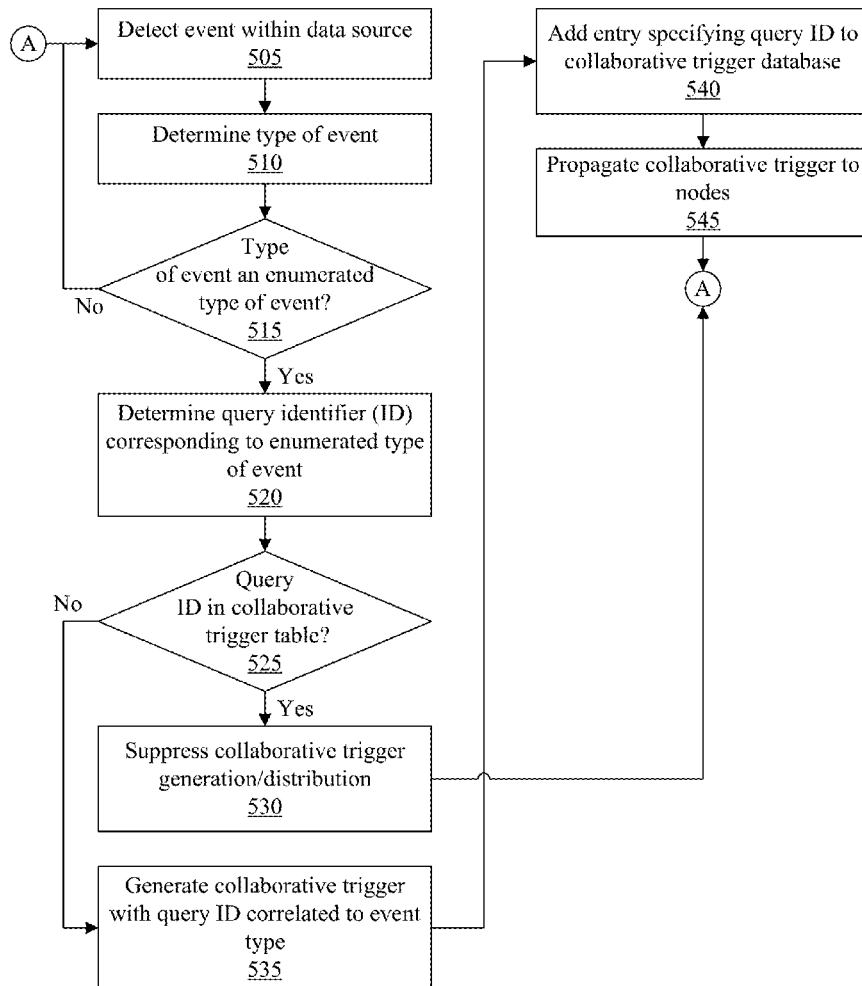 A
Detect event within data source
505
Determine type of event
510
Type
of event an enumerated
type of event?
515
No
Yes
Determine query identifier (ID)
corresponding to enumerated type
of event
520
Query
ID in collaborative
trigger table?
525
No
Yes
Suppress collaborative trigger
generation/distribution
530
Generate collaborative trigger
with query ID correlated to event
type
535
Add entry specifying query ID to
collaborative trigger database
540
Propagate collaborative trigger to
nodes
545
A